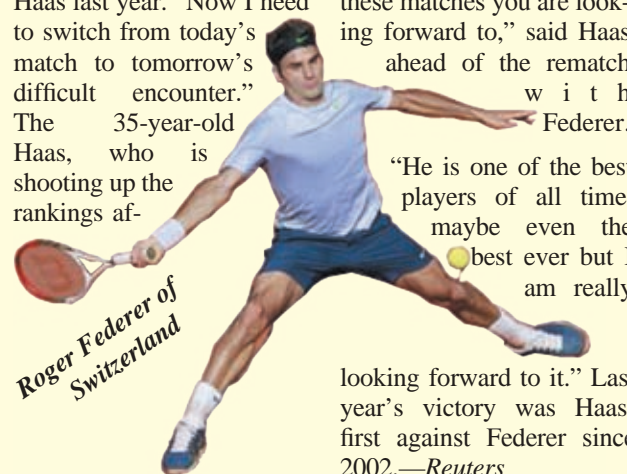 Haas last year. "Now I need
to switch from today's
match to tomorrow's
difficult encounter."
The 35-year-old
Haas, who is
shooting up the
rankings af-
Roger Federer of
Switzerland
these matches you are look-
ing forward to," said Haas
ahead of the rematch
with
Federer.
"He is one of the best
players of all time
maybe even the
best ever but I
am really
looking forward to it." Las
year's victory was Haas
first against Federer since
2002.—Reuters